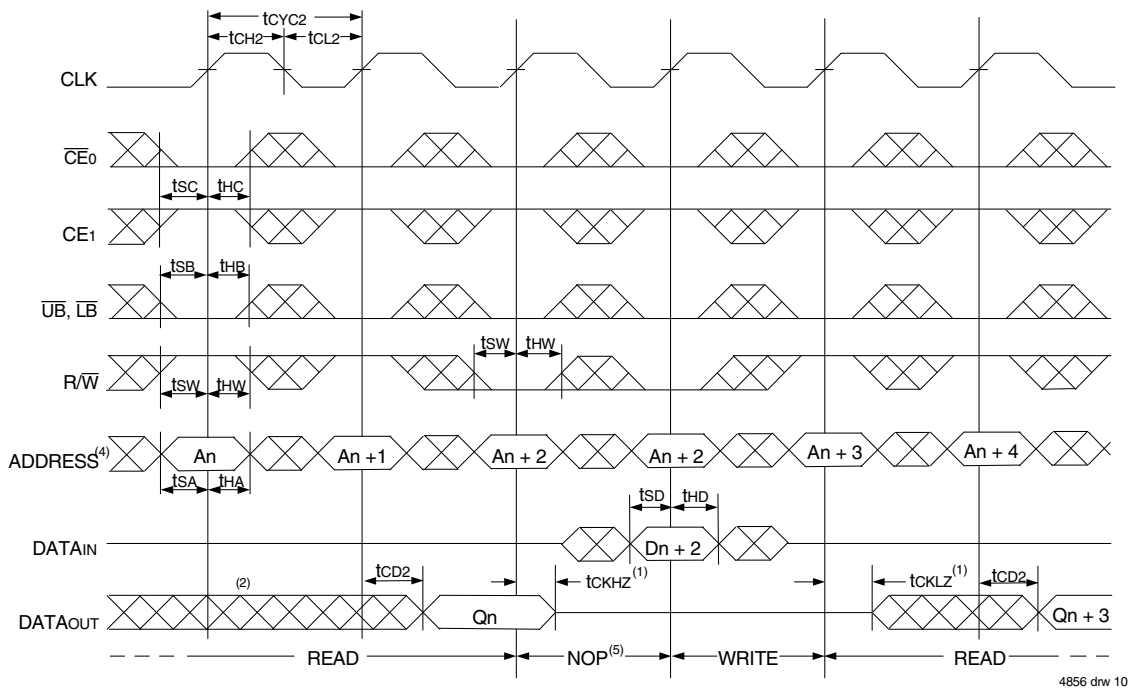 tCYC2
tCH2 tCL2
CLK
CE0
tSC tHC
CE1
tSB tHB
UB, LB
tSW tHW
R/W
tSW tHW
ADDRESS(4) An An + 1 An + 2 An + 2 An + 3 An + 4
tSA tHA tSD tHD
DATAIN Dn + 2
(2) tCD2 tCKHZ(1) tCKLZ(1) tCD2
DATAOUT Qn Qn + 3
READ NOP(5) WRITE READ
4856 drw 10